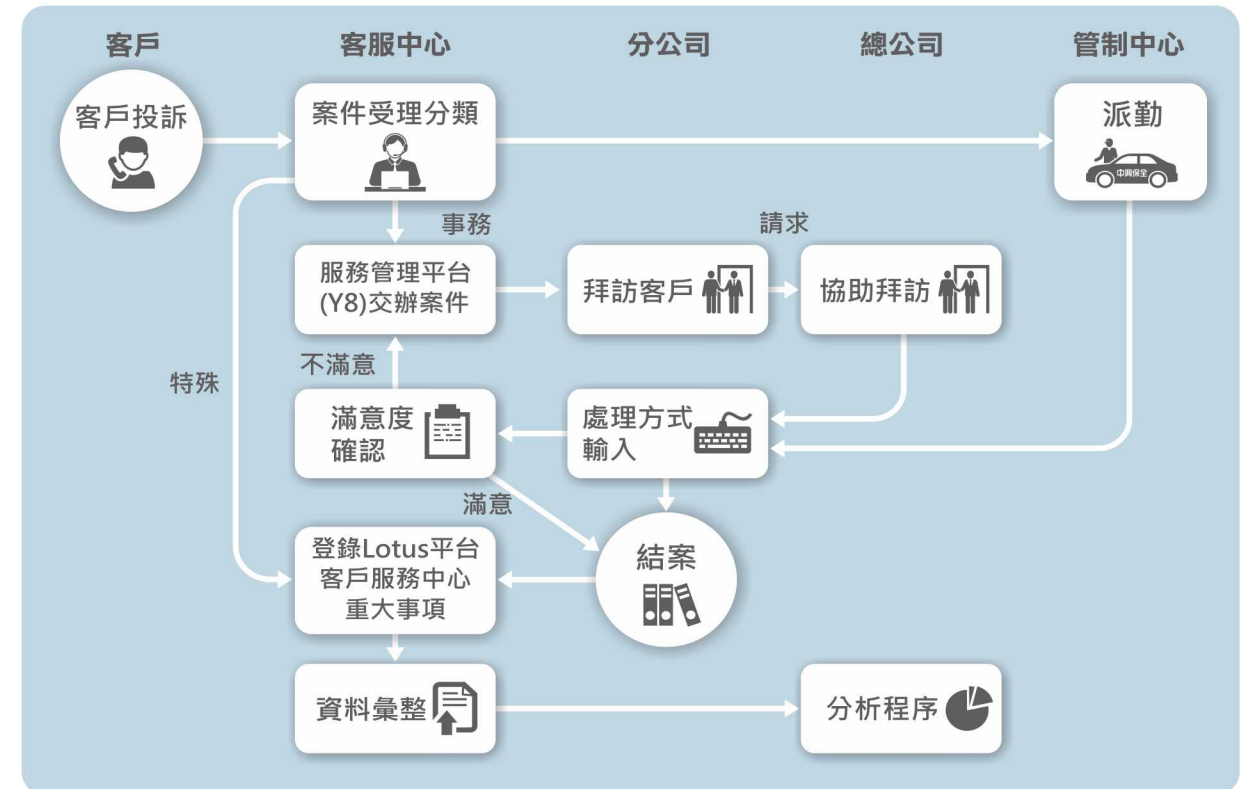 客戶
客服中心
分公司
總公司
管制中心
客戶投訴
案件受理分類
派勤
中興保全
事務
請求
服務管理平台
(Y8)交辦案件
拜訪客戶
協助拜訪
不滿意
特殊
滿意度
確認
處理方式
輸入
滿意
登錄Lotus平台
客戶服務中心
重大事項
結案
資料彙整
分析程序